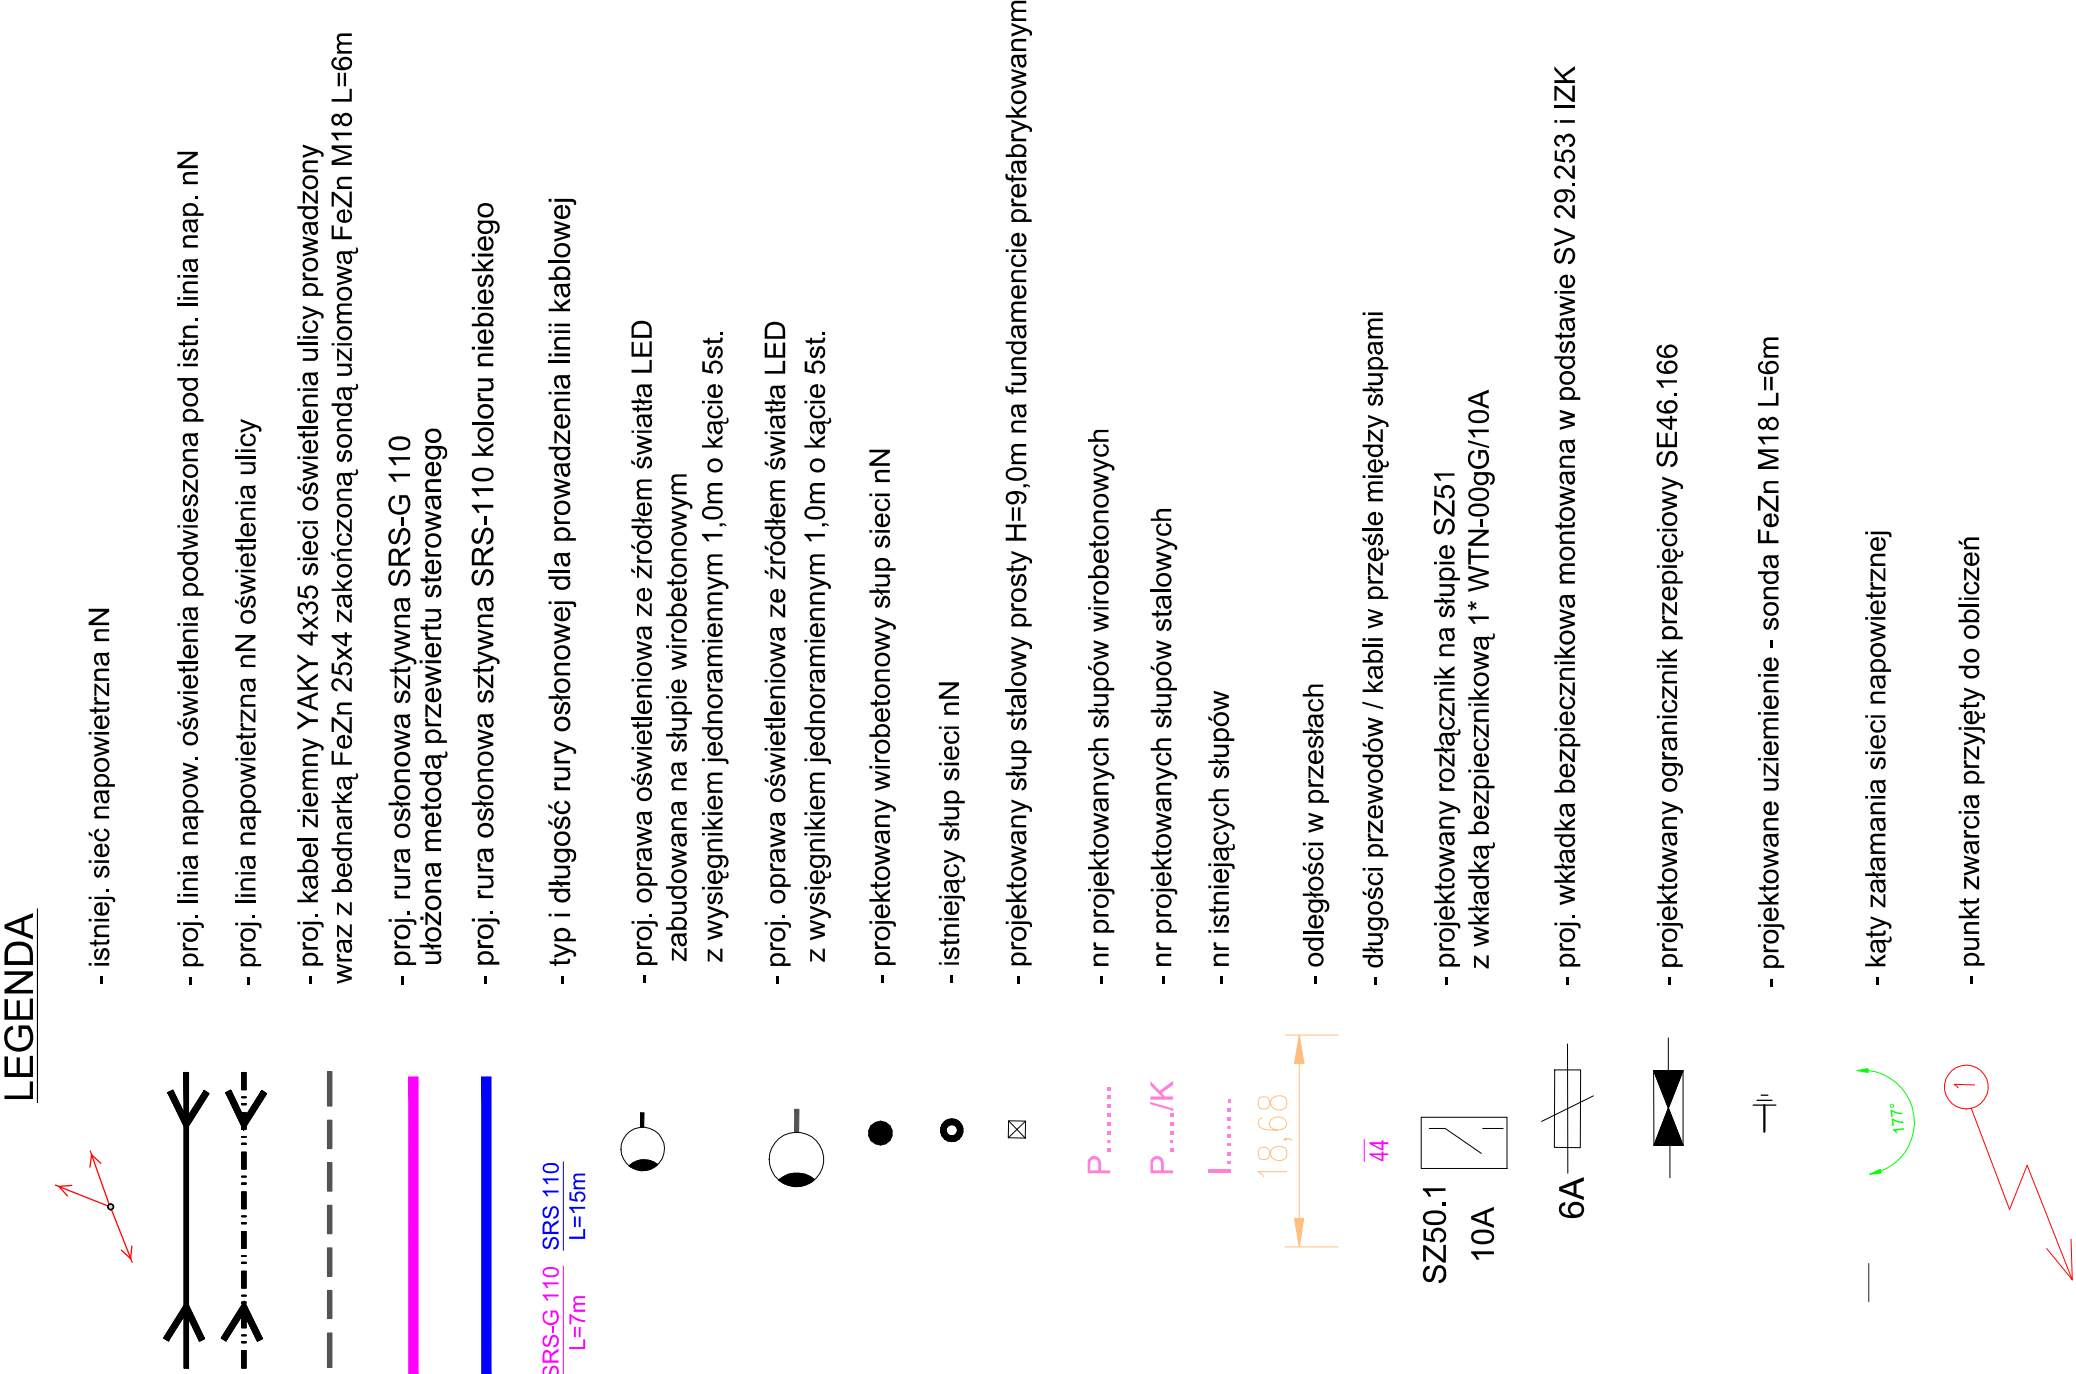 LEGENDA
- istniej. sieć napowietrzna nN
- proj. linia napow. oświetlenia podwieszona pod istn. linia nap. nN
- proj. linia napowietrzna nN oświetlenia ulicy
- proj. kabel ziemny YAKY 4x35 sieci oświetlenia ulicy prowadzony
wraz z bednarką FeZn 25x4 zakończoną sondą uziomową FeZn M18 L=6m
- proj. rura osłonowa sztywna SRS-G 110
ułożona metodą przewiertu sterowanego
- proj. rura osłonowa sztywna SRS-110 koloru niebieskiego
SRS-G 110 SRS 110
L=7m L=15m
- typ i długość rury osłonowej dla prowadzenia linii kablowej
- proj. oprawa oświetleniowa ze źródłem światła LED
zabudowana na słupie wirobetonowym
z wysięgnikiem jednoramiennym 1,0m o kącie 5st.
- proj. oprawa oświetleniowa ze źródłem światła LED
z wysięgnikiem jednoramiennym 1,0m o kącie 5st.
- projektowany wirobetonowy słup sieci nN
- istniejący słup sieci nN
- projektowany słup stalowy prosty H=9,0m na fundamencie prefabrykowanym
P........ - nr projektowanych słupów wirobetonowych
P...../K - nr projektowanych słupów stalowych
I........ - nr istniejących słupów
18,68 - odległości w przesłach
44 - długości przewodów / kabli w przęśle między słupami
SZ50.1
10A
- projektowany rozłącznik na słupie SZ51
z wkładką bezpiecznikową 1* WTN-00gG/10A
6A - proj. wkładka bezpiecznikowa montowana w podstawie SV 29.253 i IZK
- projektowany ogranicznik przepięciowy SE46.166
- projektowane uziemienie - sonda FeZn M18 L=6m
177° - kąty załamania sieci napowietrznej
1 - punkt zwarcia przyjęty do obliczeń